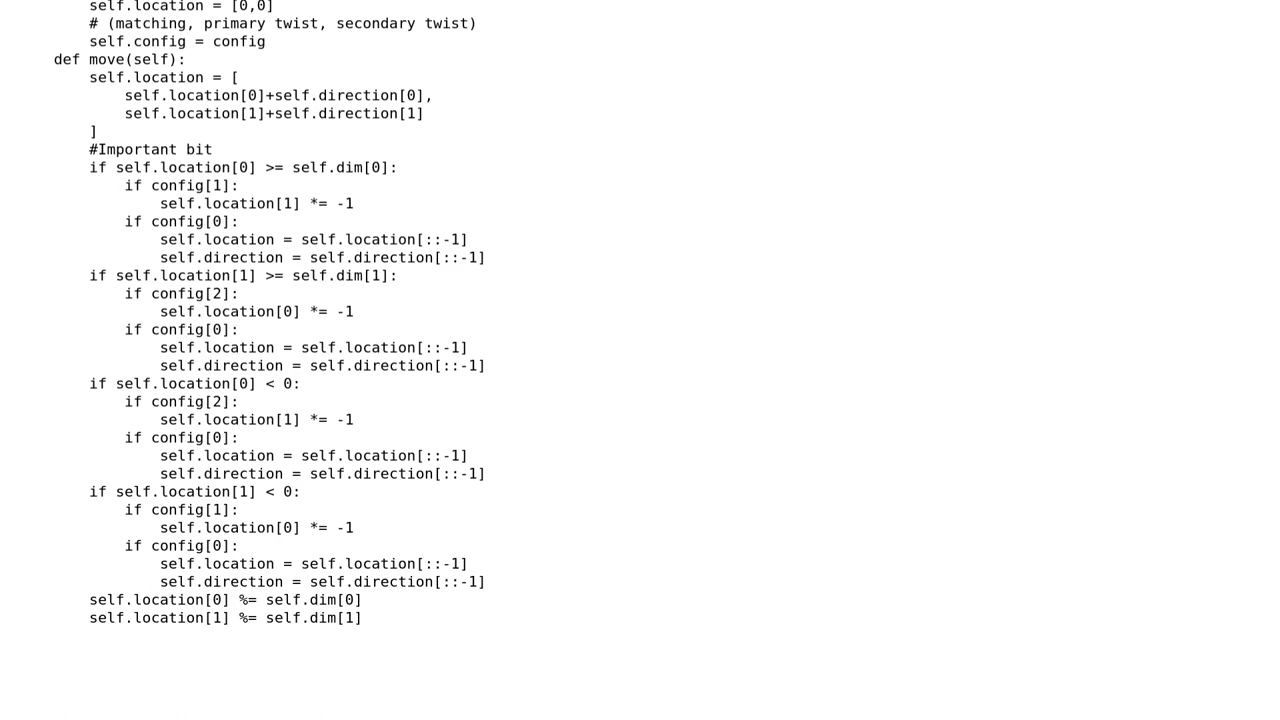 self.location = [0,0]
        # (matching, primary twist, secondary twist)
        self.config = config
    def move(self):
        self.location = [
            self.location[0]+self.direction[0],
            self.location[1]+self.direction[1]
        ]
        #Important bit
        if self.location[0] >= self.dim[0]:
            if config[1]:
                self.location[1] *= -1
            if config[0]:
                self.location = self.location[::-1]
                self.direction = self.direction[::-1]
        if self.location[1] >= self.dim[1]:
            if config[2]:
                self.location[0] *= -1
            if config[0]:
                self.location = self.location[::-1]
                self.direction = self.direction[::-1]
        if self.location[0] < 0:
            if config[2]:
                self.location[1] *= -1
            if config[0]:
                self.location = self.location[::-1]
                self.direction = self.direction[::-1]
        if self.location[1] < 0:
            if config[1]:
                self.location[0] *= -1
            if config[0]:
                self.location = self.location[::-1]
                self.direction = self.direction[::-1]
        self.location[0] %= self.dim[0]
        self.location[1] %= self.dim[1]